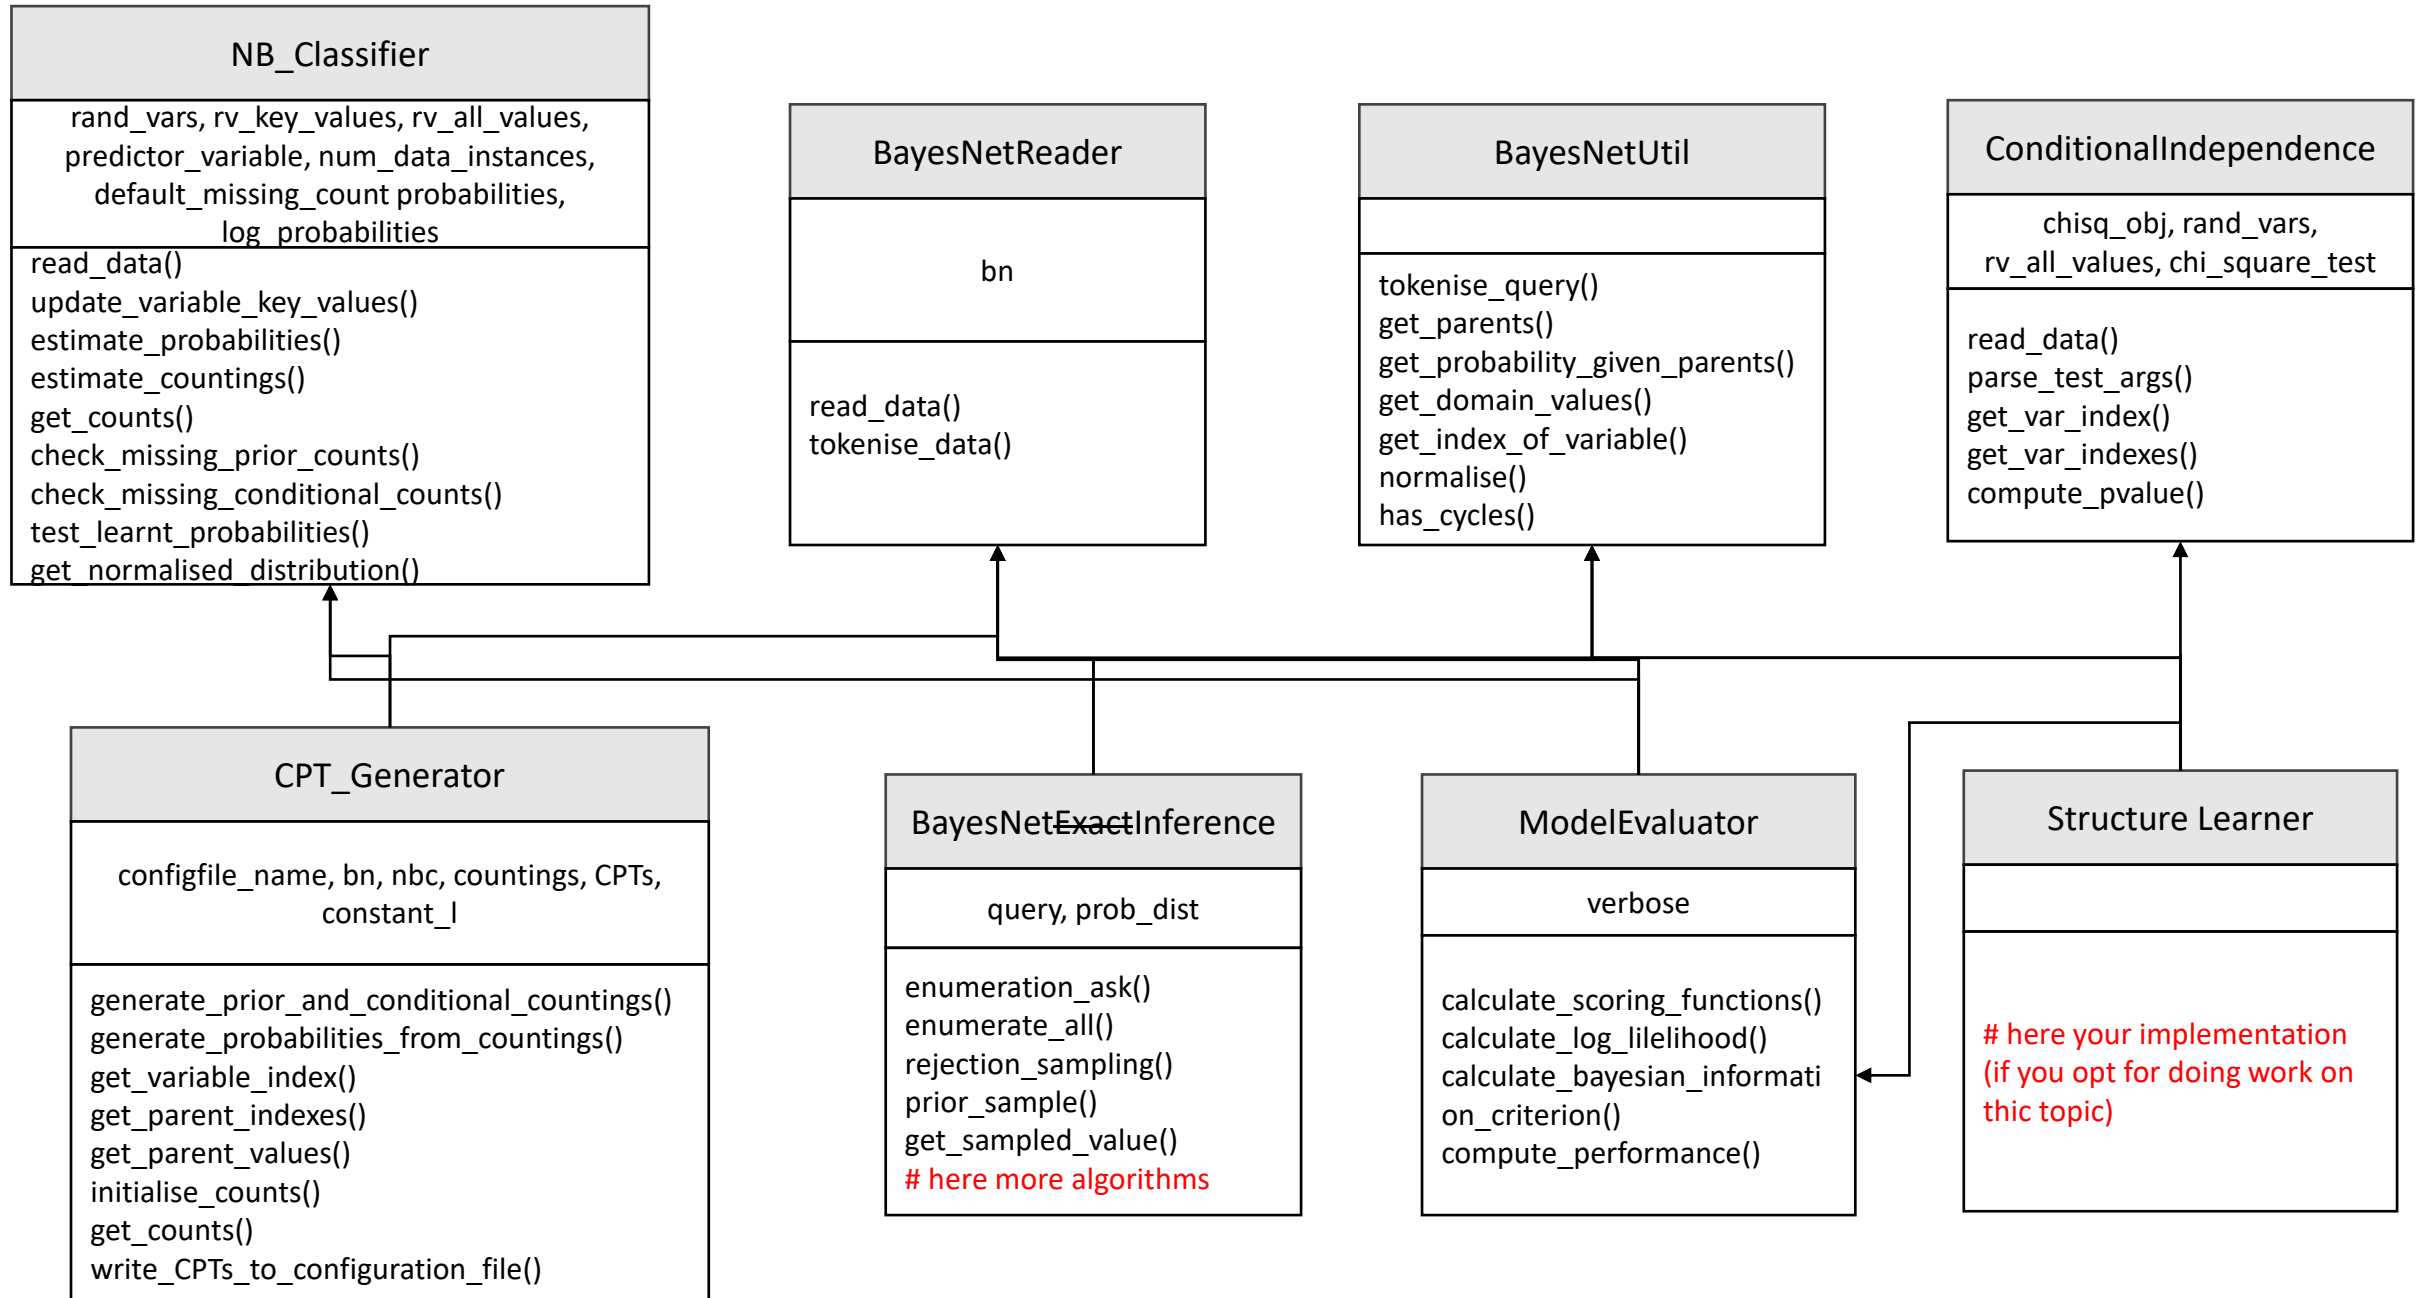 NB_Classifier
rand_vars, rv_key_values, rv_all_values,
predictor_variable, num_data_instances,
default_missing_count probabilities,
log_probabilities
read_data()
update_variable_key_values()
estimate_probabilities()
estimate_countings()
get_counts()
check_missing_prior_counts()
check_missing_conditional_counts()
test_learnt_probabilities()
get_normalised_distribution()
BayesNetReader
bn
read_data()
tokenise_data()
BayesNetUtil
tokenise_query()
get_parents()
get_probability_given_parents()
get_domain_values()
get_index_of_variable()
normalise()
has_cycles()
ConditionalIndependence
chisq_obj, rand_vars,
rv_all_values, chi_square_test
read_data()
parse_test_args()
get_var_index()
get_var_indexes()
compute_pvalue()
CPT_Generator
configfile_name, bn, nbc, countings, CPTs,
constant_l
generate_prior_and_conditional_countings()
generate_probabilities_from_countings()
get_variable_index()
get_parent_indexes()
get_parent_values()
initialise_counts()
get_counts()
write_CPTs_to_configuration_file()
BayesNetExactInference
query, prob_dist
enumeration_ask()
enumerate_all()
rejection_sampling()
prior_sample()
get_sampled_value()
# here more algorithms
ModelEvaluator
verbose
calculate_scoring_functions()
calculate_log_lilelihood()
calculate_bayesian_informati
on_criterion()
compute_performance()
Structure Learner
# here your implementation
(if you opt for doing work on
thic topic)